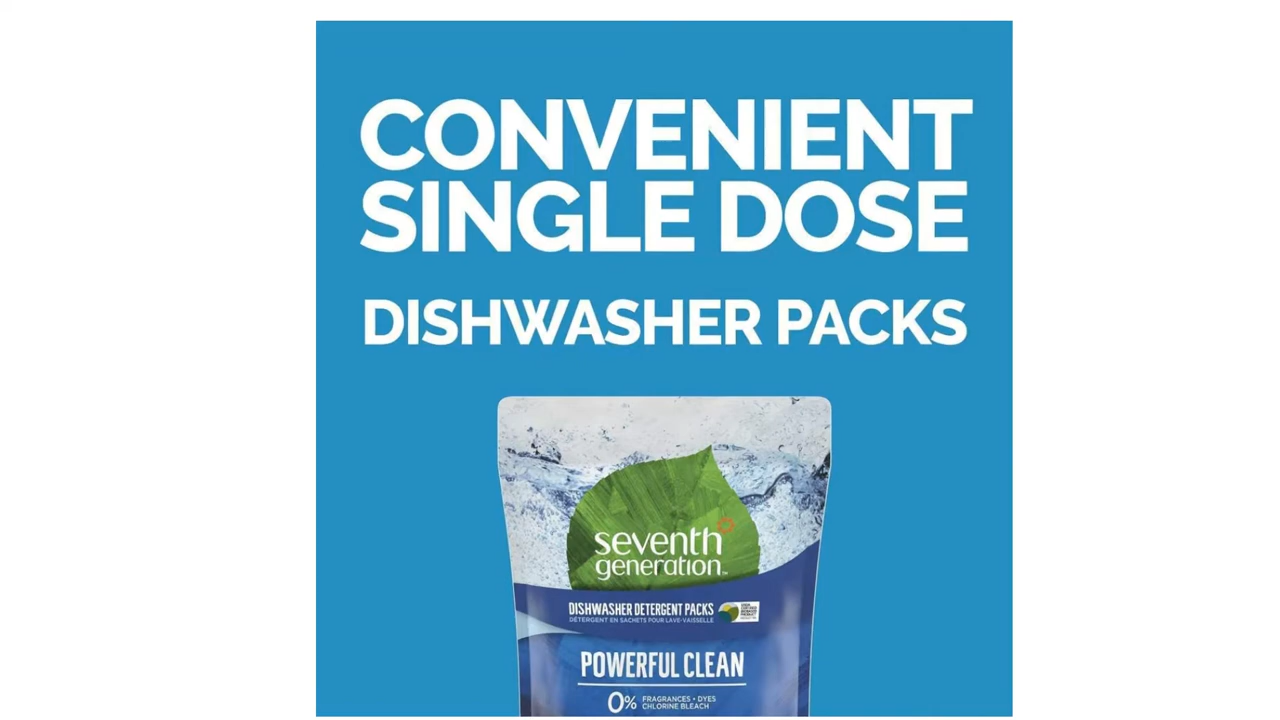 CONVENIENT
SINGLE DOSE
DISHWASHER PACKS
seventh
generation™
DISHWASHER DETERGENT PACKS
DÉTERGENT EN SACHETS POUR LAVE-VAISSELLE
POWERFUL CLEAN
0% FRAGRANCES • DYES
CHLORINE BLEACH